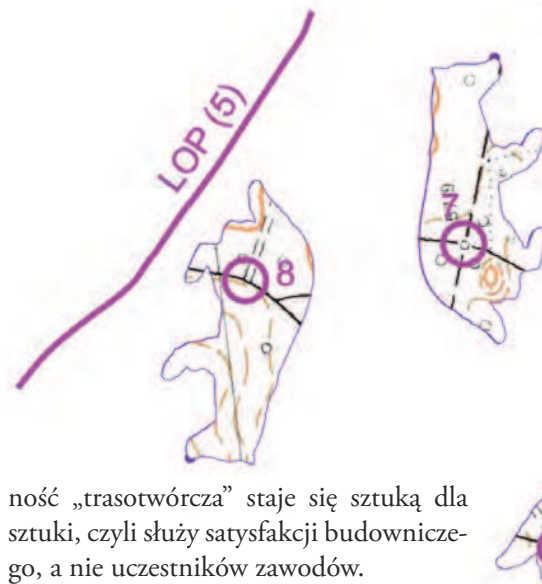 LOP (5)
7
8
ność „trasotwórcza” staje się sztuką dla
sztuki, czyli służy satysfakcji budownicze-
go, a nie uczestników zawodów.